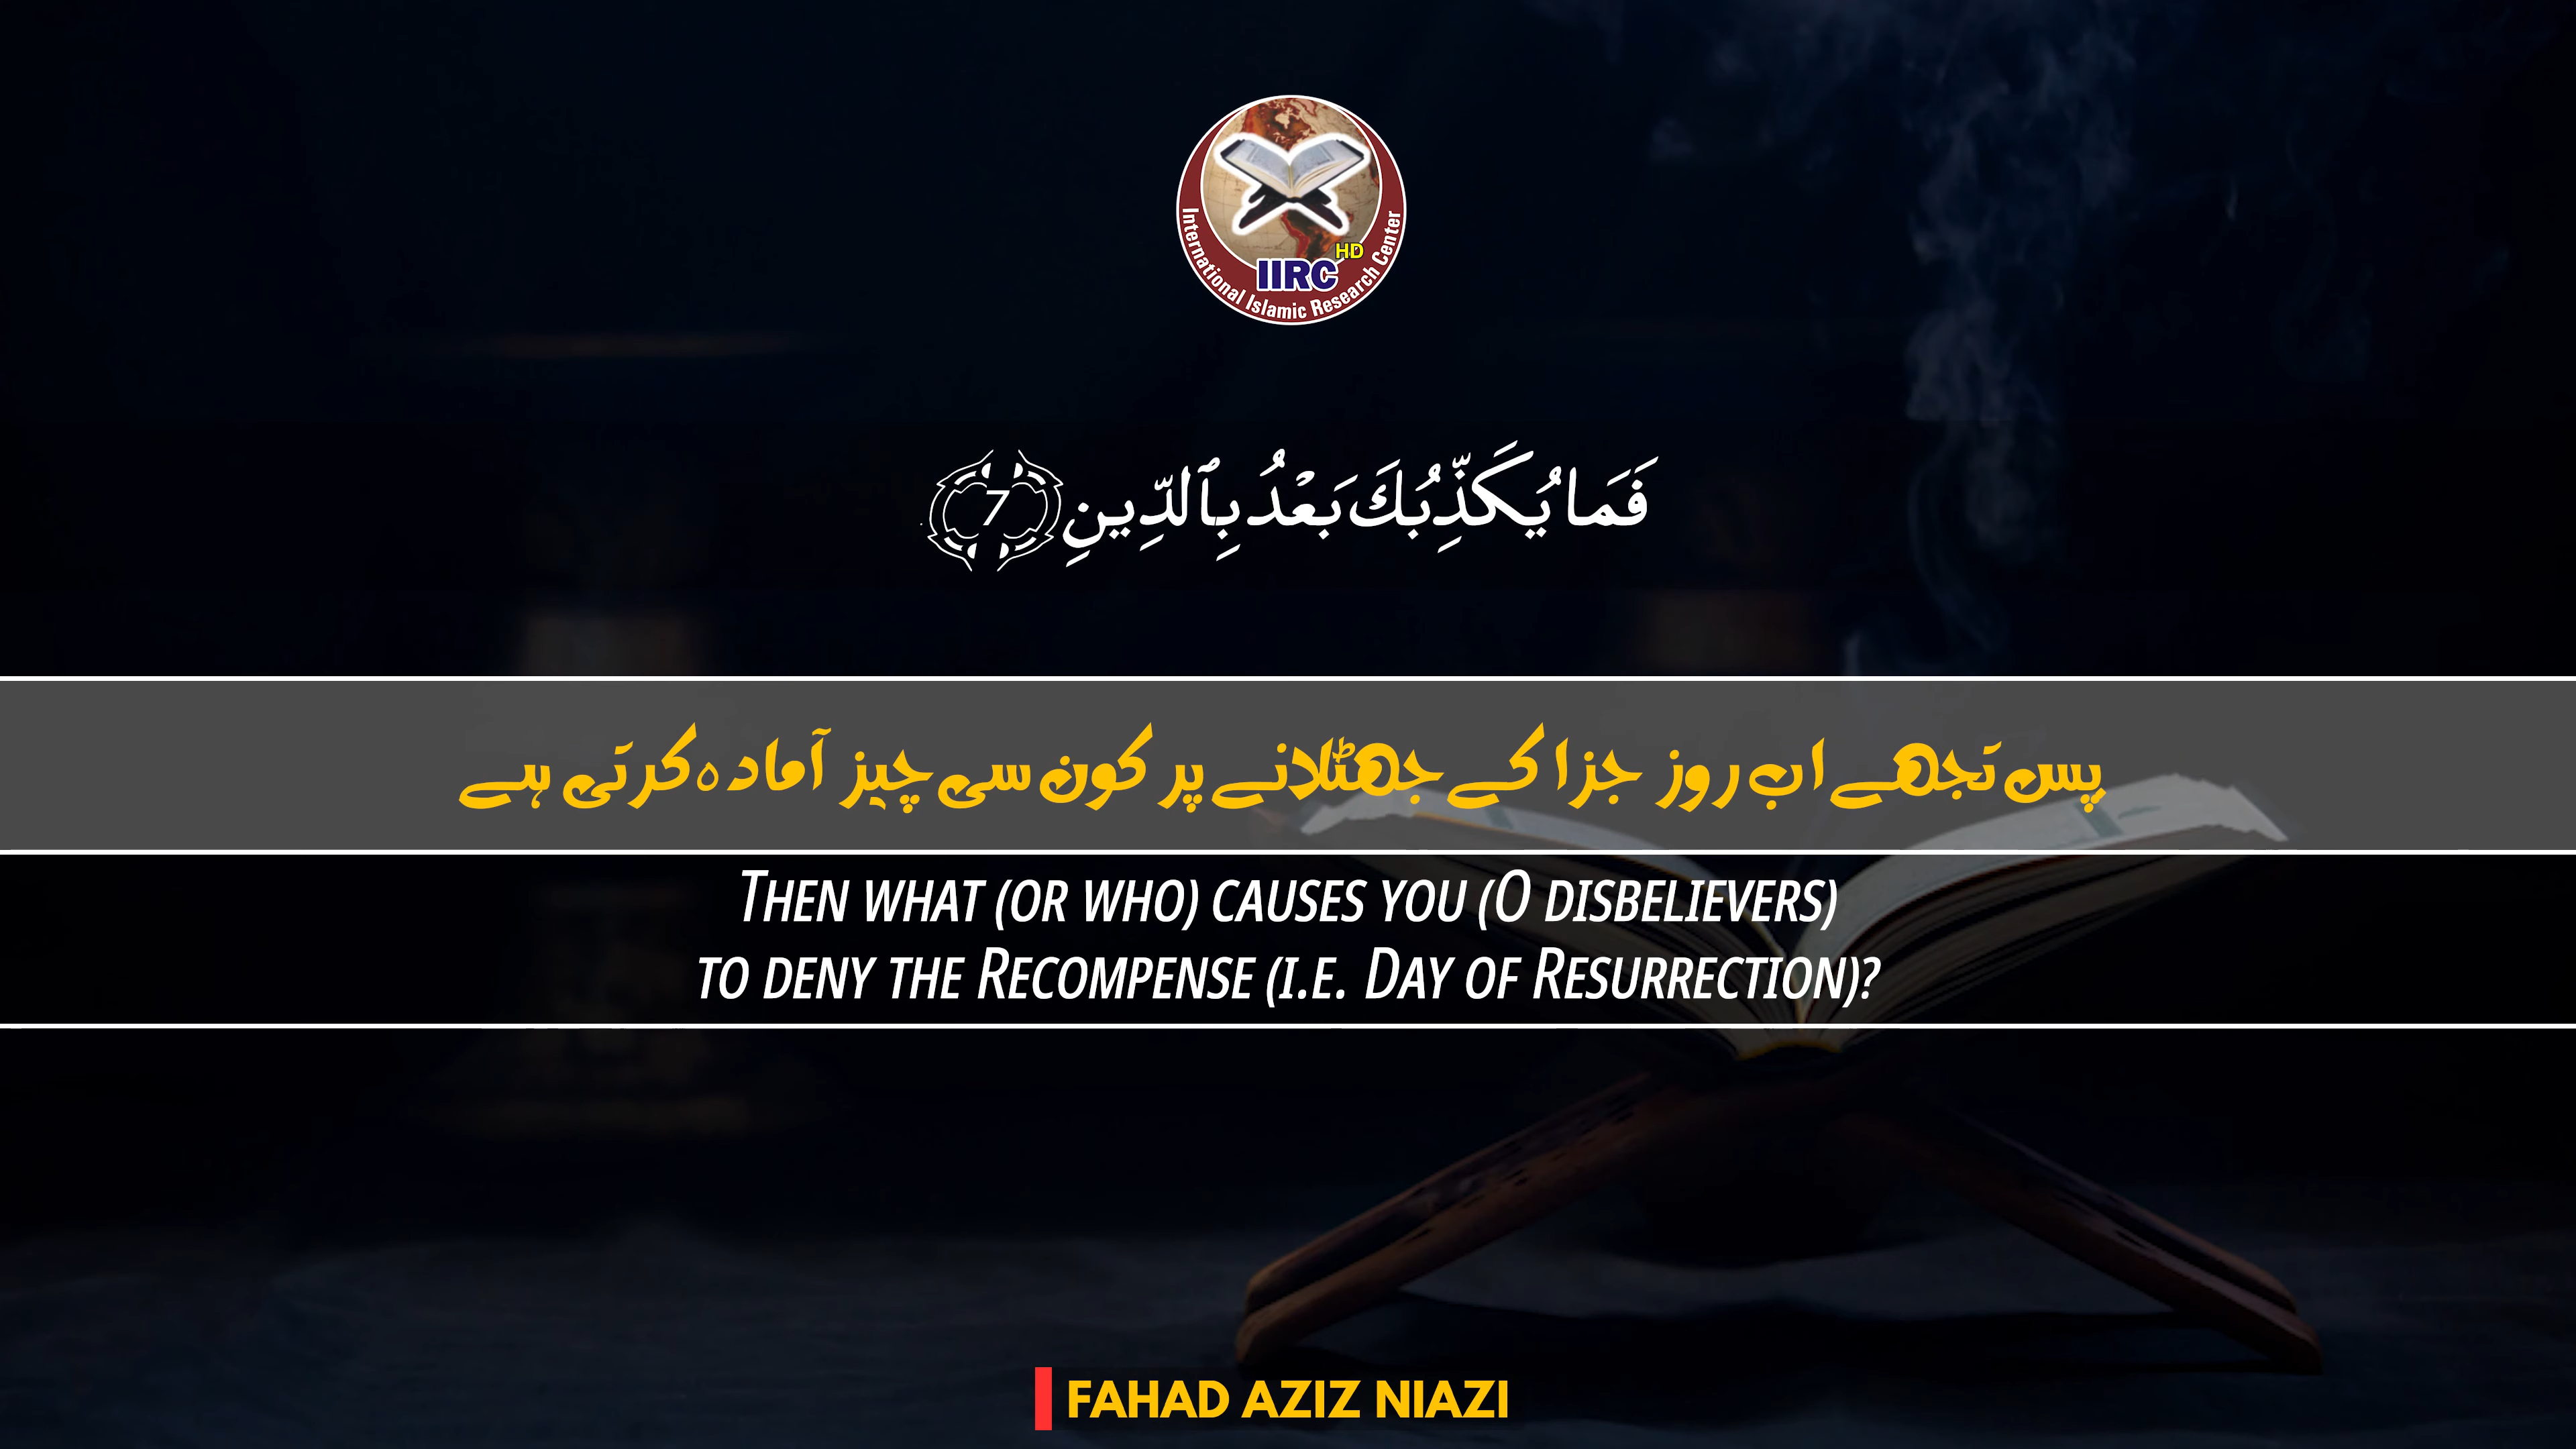 International Islamic Research Center
IIRC HD
فَمَا يُكَذِّبُكَ بَعْدُ بِٱلدِّينِ 7
پس تجھے اب روز جزا کے جھٹلانے پر کون سی چیز آمادہ کرتی ہے
THEN WHAT (OR WHO) CAUSES YOU (O DISBELIEVERS)
TO DENY THE RECOMPENSE (I.E. DAY OF RESURRECTION)?
FAHAD AZIZ NIAZI